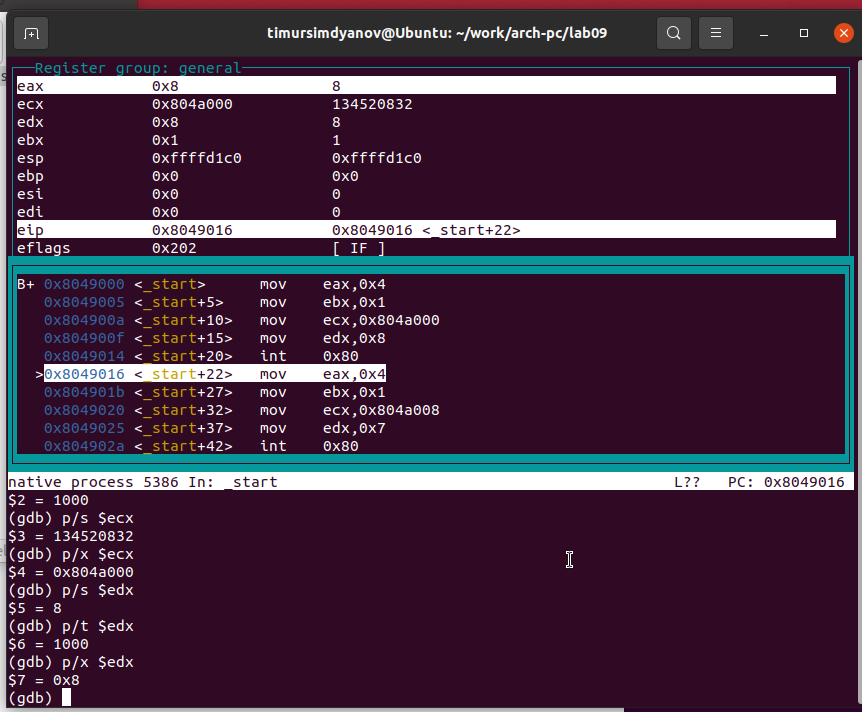 timursimdyanov@Ubuntu: ~/work/arch-pc/lab09
Register group: general
eax 0x8 8
ecx 0x804a000 134520832
edx 0x8 8
ebx 0x1 1
esp 0xffffd1c0 0xffffd1c0
ebp 0x0 0x0
esi 0x0 0
edi 0x0 0
eip 0x8049016 0x8049016 <_start+22>
eflags 0x202 [ IF ]
B+ 0x8049000 <_start> mov eax,0x4
0x8049005 <_start+5> mov ebx,0x1
0x804900a <_start+10> mov ecx,0x804a000
0x804900f <_start+15> mov edx,0x8
0x8049014 <_start+20> int 0x80
>0x8049016 <_start+22> mov eax,0x4
0x804901b <_start+27> mov ebx,0x1
0x8049020 <_start+32> mov ecx,0x804a008
0x8049025 <_start+37> mov edx,0x7
0x804902a <_start+42> int 0x80
native process 5386 In: _start L?? PC: 0x8049016
$2 = 1000
(gdb) p/s $ecx
$3 = 134520832
(gdb) p/x $ecx
$4 = 0x804a000
(gdb) p/s $edx
$5 = 8
(gdb) p/t $edx
$6 = 1000
(gdb) p/x $edx
$7 = 0x8
(gdb)